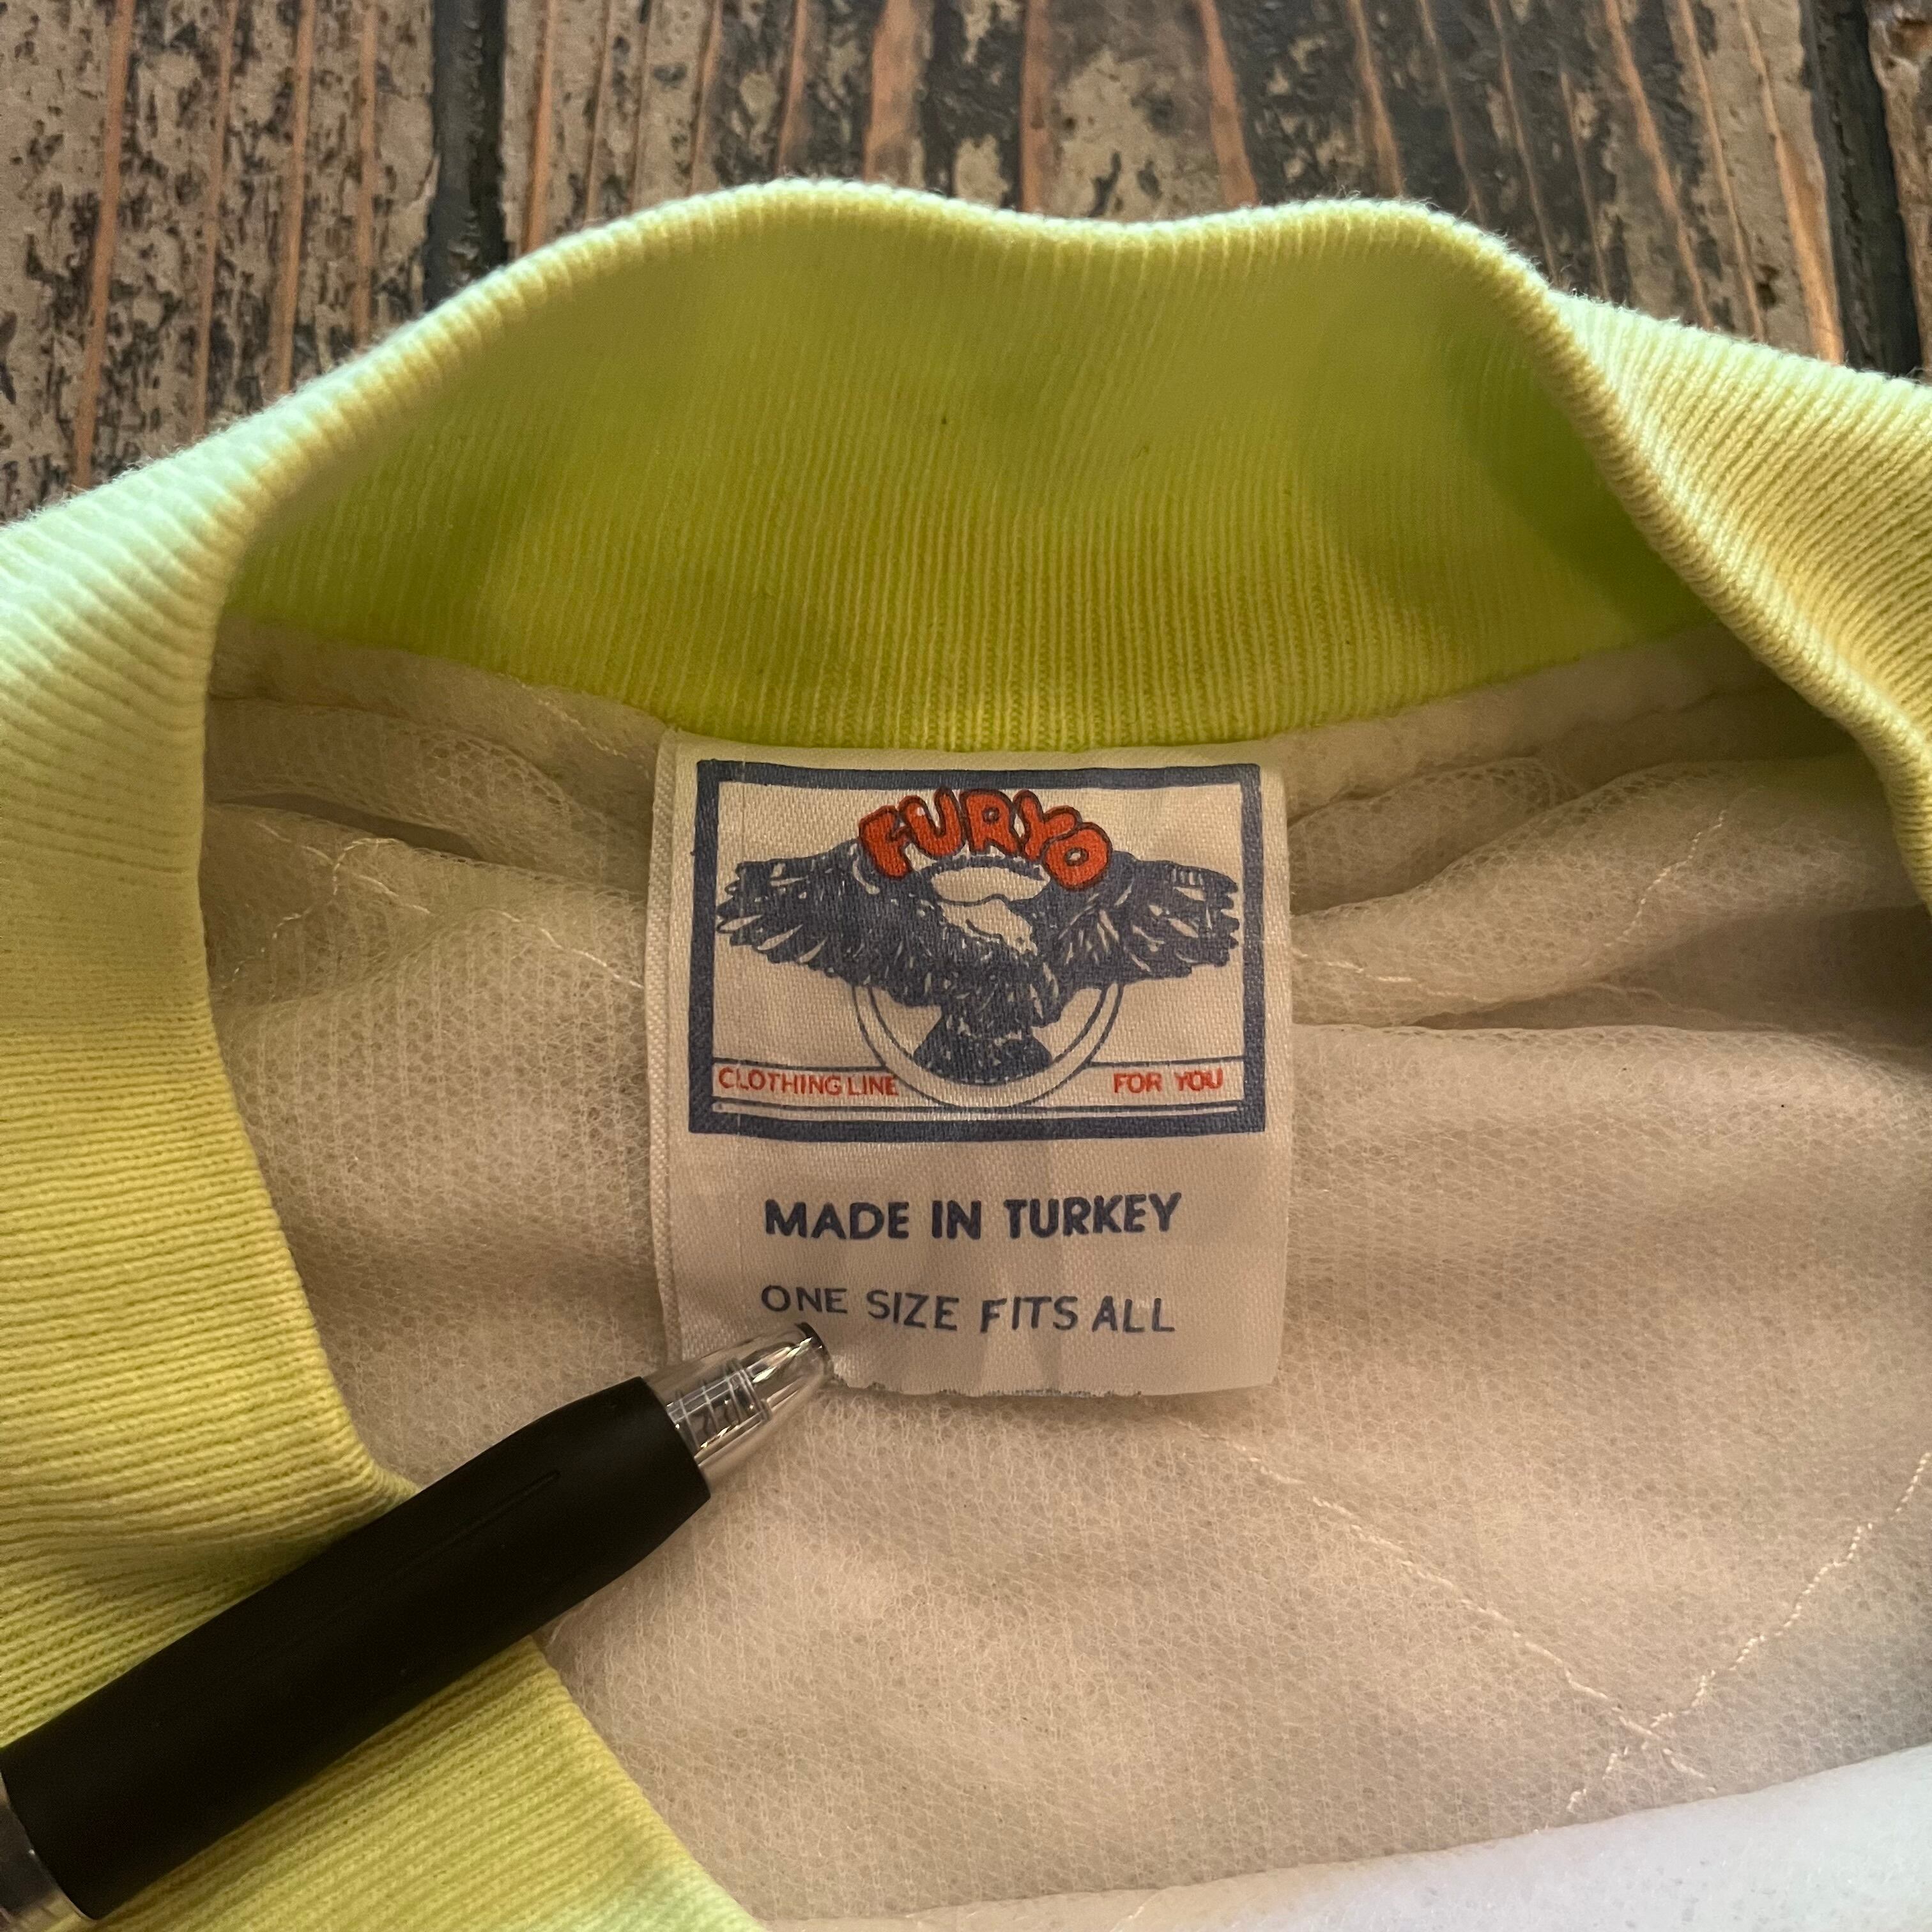 FURYO
CLOTHING LINE FOR YOU
MADE IN TURKEY
ONE SIZE FITS ALL